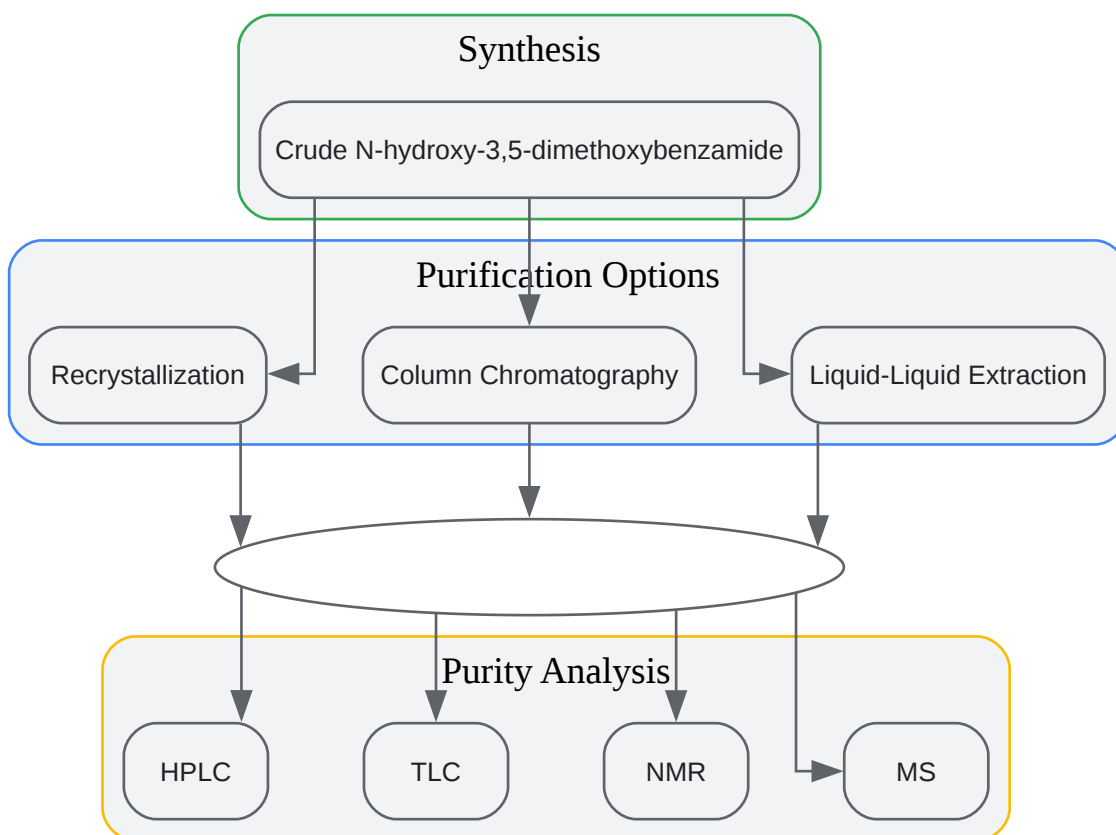 Synthesis
Crude N-hydroxy-3,5-dimethoxybenzamide
Purification Options
Recrystallization
Column Chromatography
Liquid-Liquid Extraction
Purity Analysis
HPLC
TLC
NMR
MS